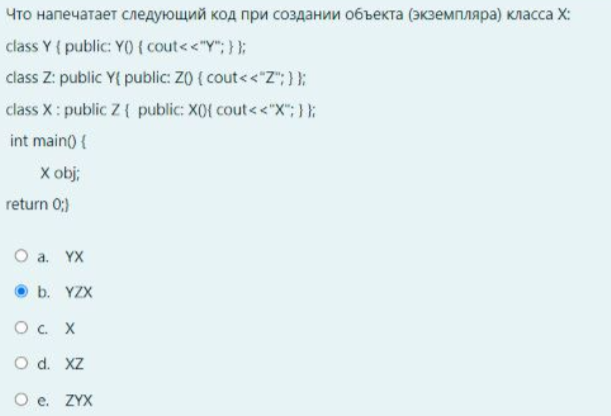 Что напечатает следующий код при создании объекта (экземпляра) класса X:
class Y { public: Y() { cout<<"Y"; } };
class Z: public Y{ public: Z() { cout<<"Z"; } };
class X : public Z {  public: X(){ cout<<"X"; } };
int main() {
X obj;
return 0;}
a. YX
b. YZX
c. X
d. XZ
e. ZYX